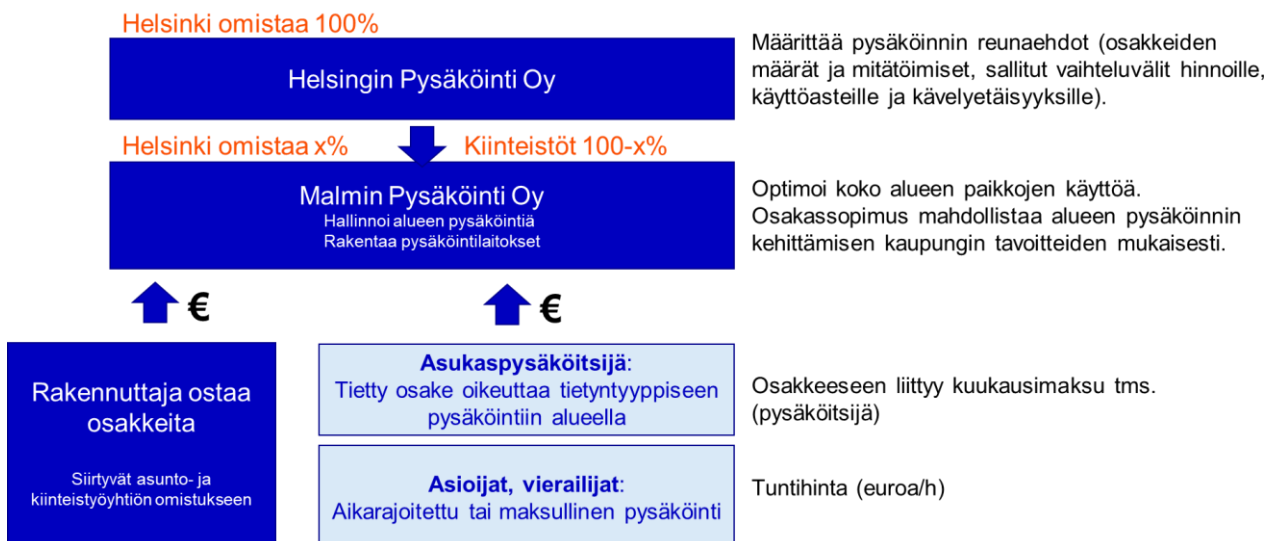 Helsinki omistaa 100%
Helsingin Pysäköinti Oy
Määrittää pysäköinnin reunaehdot (osakkeiden
määrät ja mitätöimiset, sallitut vaihteluvälit hinnoille,
käyttöasteille ja kävelyetäisyyksille).
Helsinki omistaa x%
Kiinteistöt 100-x%
Malmin Pysäköinti Oy
Hallinnoi alueen pysäköintiä
Rakentaa pysäköintilaitokset
Optimoi koko alueen paikkojen käyttöä.
Osakassopimus mahdollistaa alueen pysäköinnin
kehittämisen kaupungin tavoitteiden mukaisesti.
€
€
Rakennuttaja ostaa
osakkeita
Siirtyvät asunto- ja
kiinteistyöyhtiön omistukseen
Asukaspysäköitsijä:
Tietty osake oikeuttaa tietyntyyppiseen
pysäköintiin alueella
Osakkeeseen liittyy kuukausimaksu tms.
(pysäköitsijä)
Asioijat, vierailijat:
Aikarajoitettu tai maksullinen pysäköinti
Tuntihinta (euroa/h)